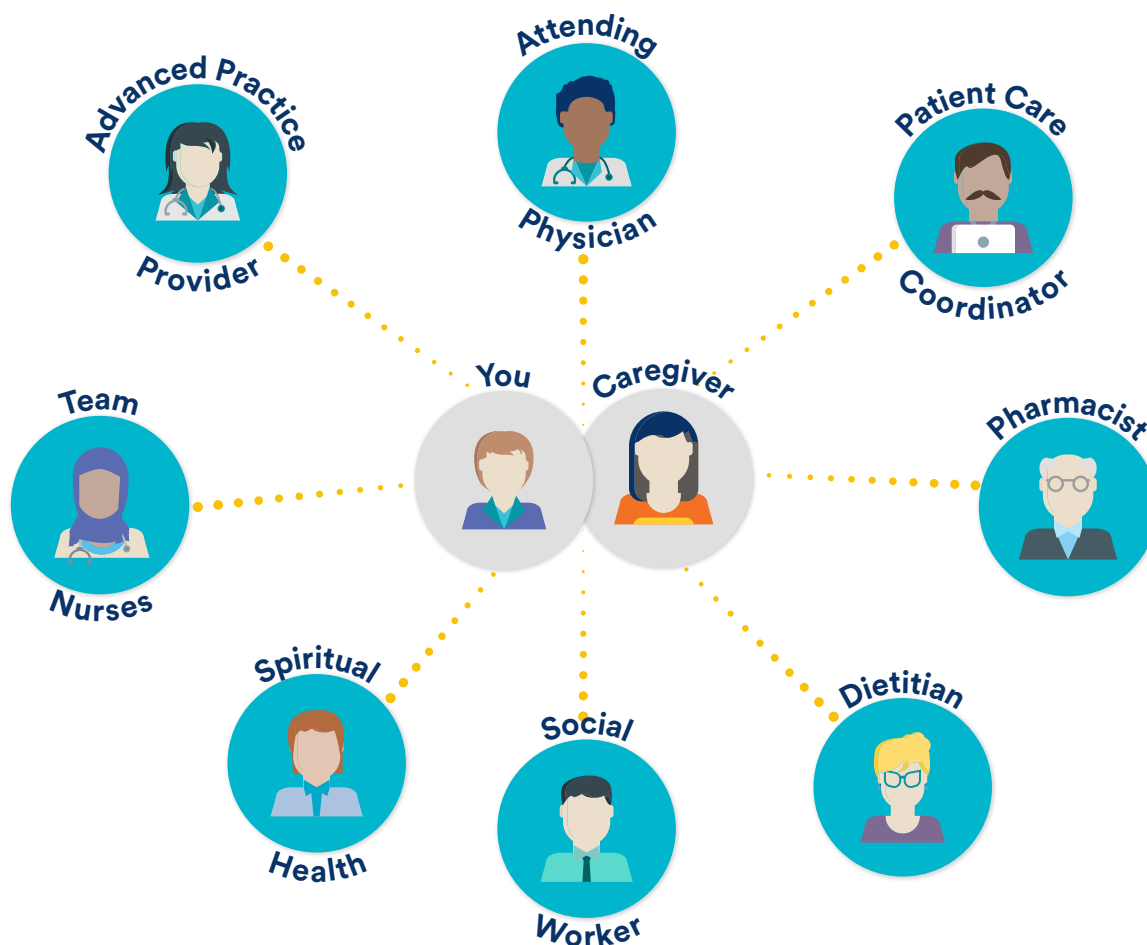 Attending
Physician
Advanced Practice
Provider
Patient Care
Coordinator
You
Caregiver
Team
Nurses
Pharmacist
Spiritual
Health
Social
Worker
Dietitian